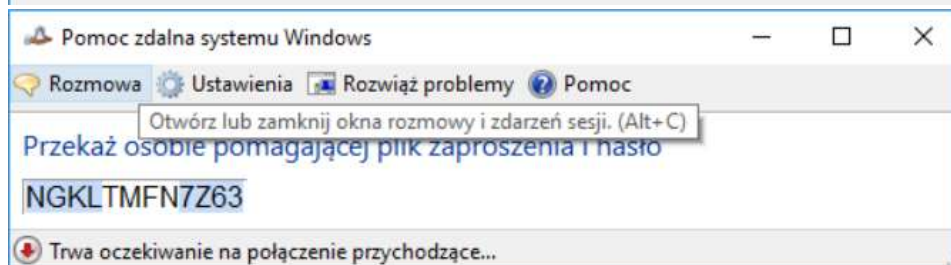 Pomoc zdalna systemu Windows
Rozmowa Ustawienia Rozwiąż problemy Pomoc
Otwórz lub zamknij okna rozmowy i zdarzeń sesji. (Alt+C)
Przekaż osobie pomagającej plik zaproszenia i hasło
NGKLTMFN7Z63
Trwa oczekiwanie na połączenie przychodzące...